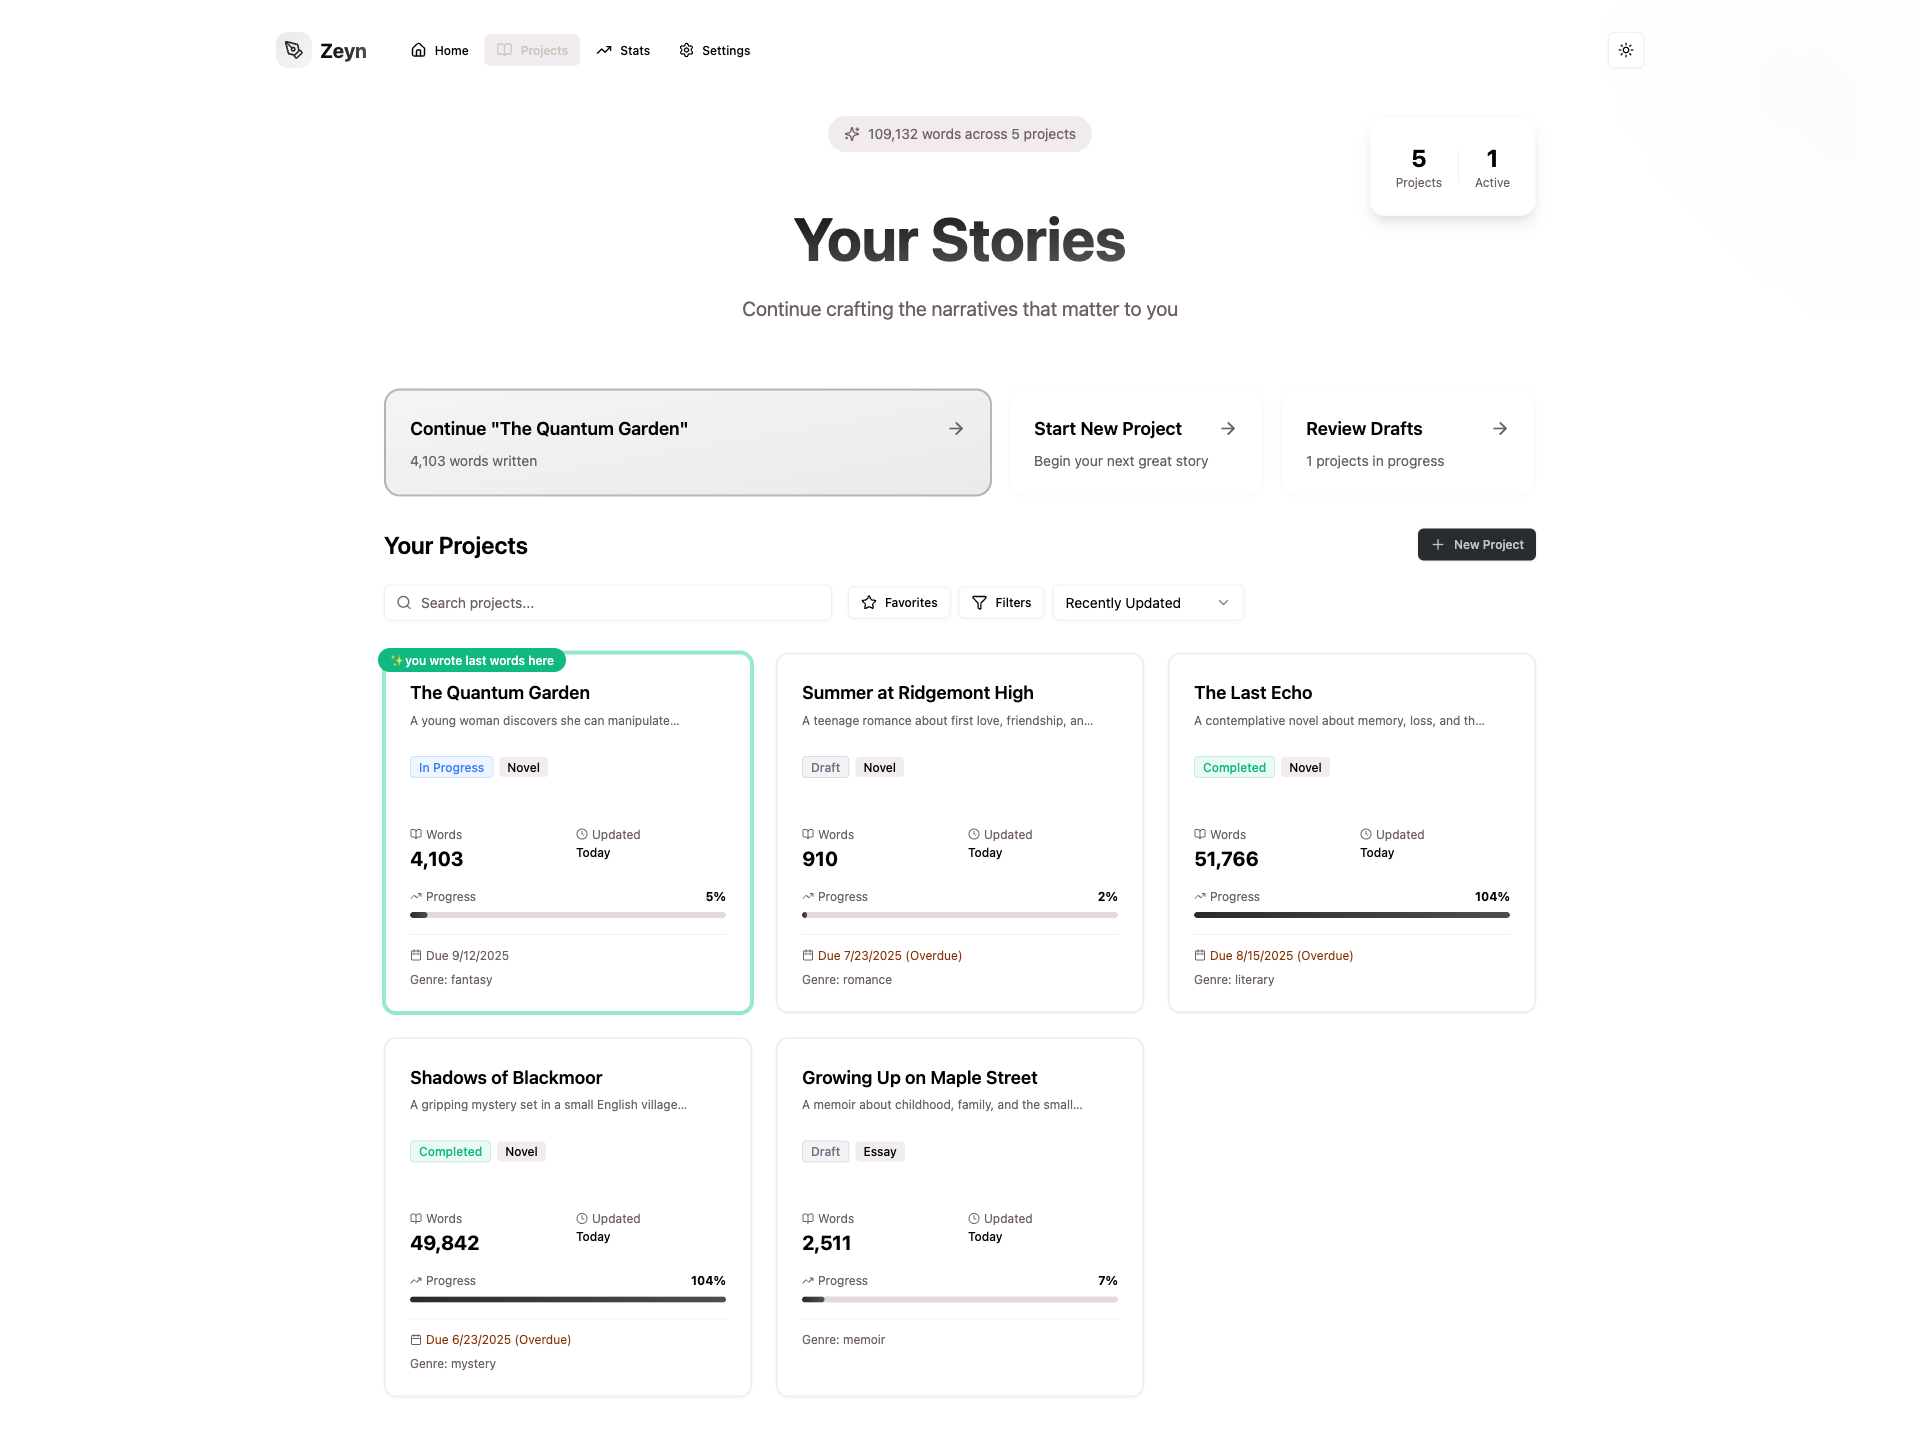 Zeyn
Home
Projects
Stats
Settings
109,132 words across 5 projects
5
Projects
1
Active
Your Stories
Continue crafting the narratives that matter to you
Continue "The Quantum Garden"
4,103 words written
Start New Project
Begin your next great story
Review Drafts
1 projects in progress
Your Projects
New Project
Search projects...
Favorites
Filters
Recently Updated
✨you wrote last words here
The Quantum Garden
A young woman discovers she can manipulate...
In Progress
Novel
Words
4,103
Updated
Today
Progress
5%
Due 9/12/2025
Genre: fantasy
Summer at Ridgemont High
A teenage romance about first love, friendship, an...
Draft
Novel
Words
910
Updated
Today
Progress
2%
Due 7/23/2025 (Overdue)
Genre: romance
The Last Echo
A contemplative novel about memory, loss, and th...
Completed
Novel
Words
51,766
Updated
Today
Progress
104%
Due 8/15/2025 (Overdue)
Genre: literary
Shadows of Blackmoor
A gripping mystery set in a small English village...
Completed
Novel
Words
49,842
Updated
Today
Progress
104%
Due 6/23/2025 (Overdue)
Genre: mystery
Growing Up on Maple Street
A memoir about childhood, family, and the small...
Draft
Essay
Words
2,511
Updated
Today
Progress
7%
Genre: memoir